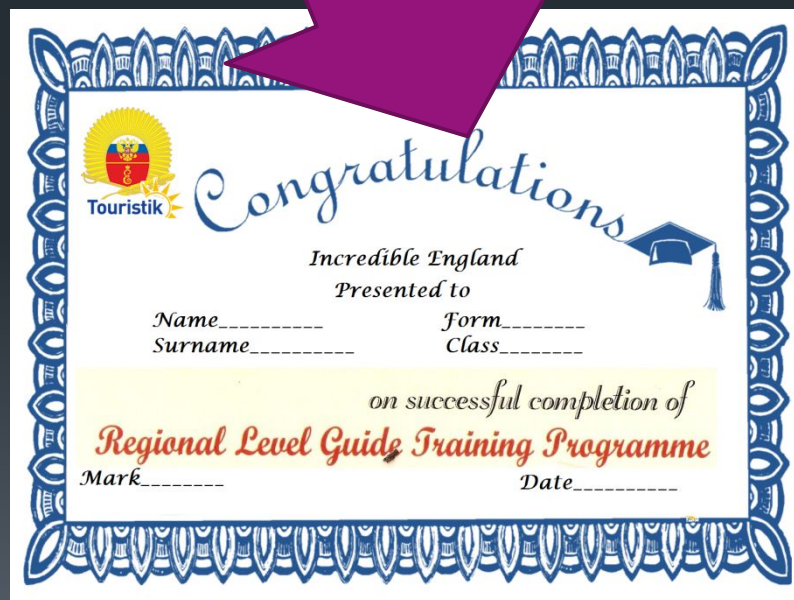 Touristik
Congratulations
Incredible England
Presented to
Name__________ Form________
Surname__________ Class________
on successful completion of
Regional Level Guide Training Programme
Mark________ Date__________